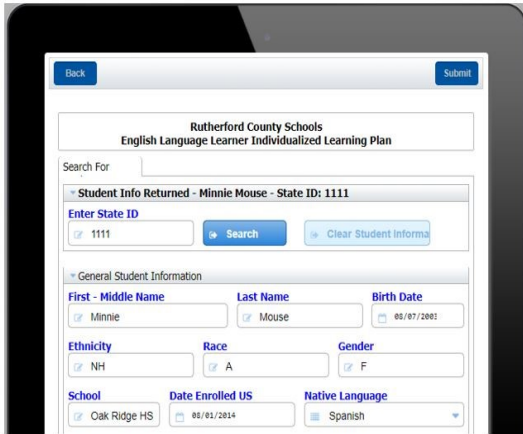 Back Submit
Rutherford County Schools
English Language Learner Individualized Learning Plan
Search For
Student Info Returned - Minnie Mouse - State ID: 1111
Enter State ID
1111 Search Clear Student Informa
General Student Information
First - Middle Name Last Name Birth Date
Minnie Mouse 08/07/2003
Ethnicity Race Gender
NH A F
School Date Enrolled US Native Language
Oak Ridge HS 08/01/2014 Spanish